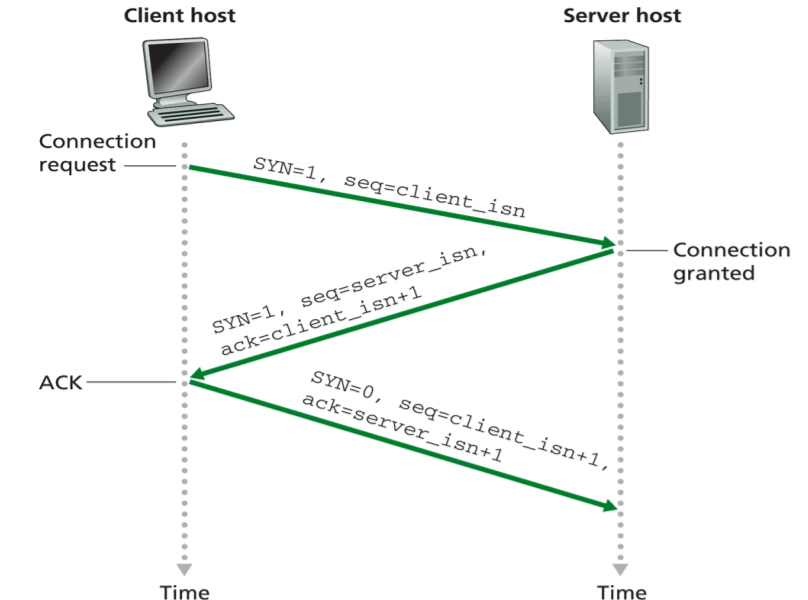 Client host
Server host
Connection
request
SYN=1, seq=client_isn
Connection
granted
SYN=1, seq=server_isn,
ack=client_isn+1
ACK
SYN=0, seq=client_isn+1,
ack=server_isn+1
Time
Time